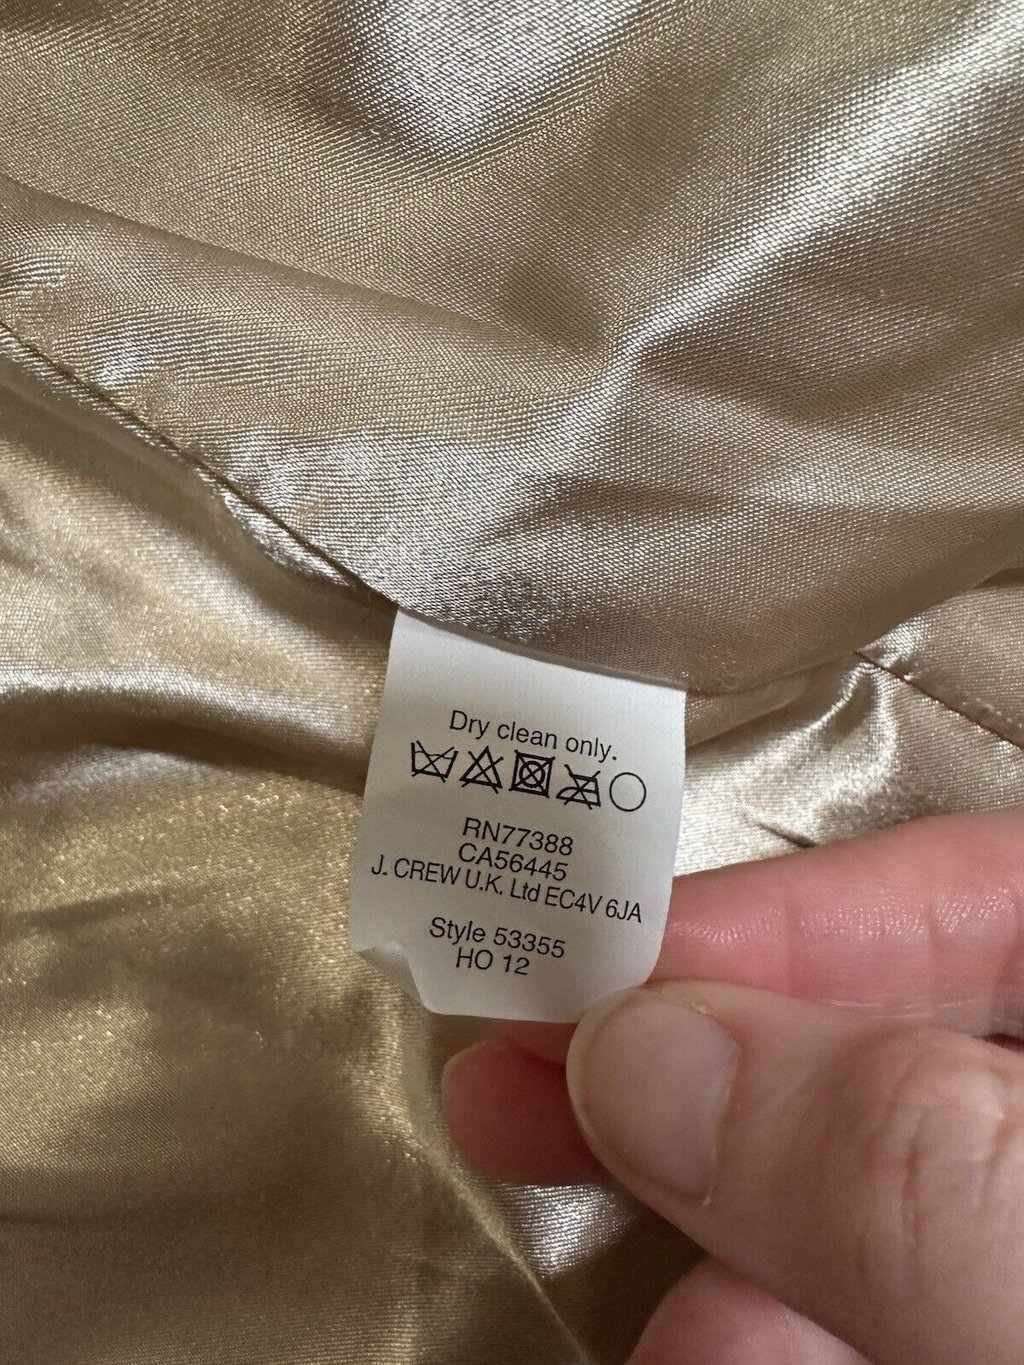 Dry clean only.
RN77388
CA56445
J. CREW U.K. Ltd EC4V 6JA
Style 53355
HO 12